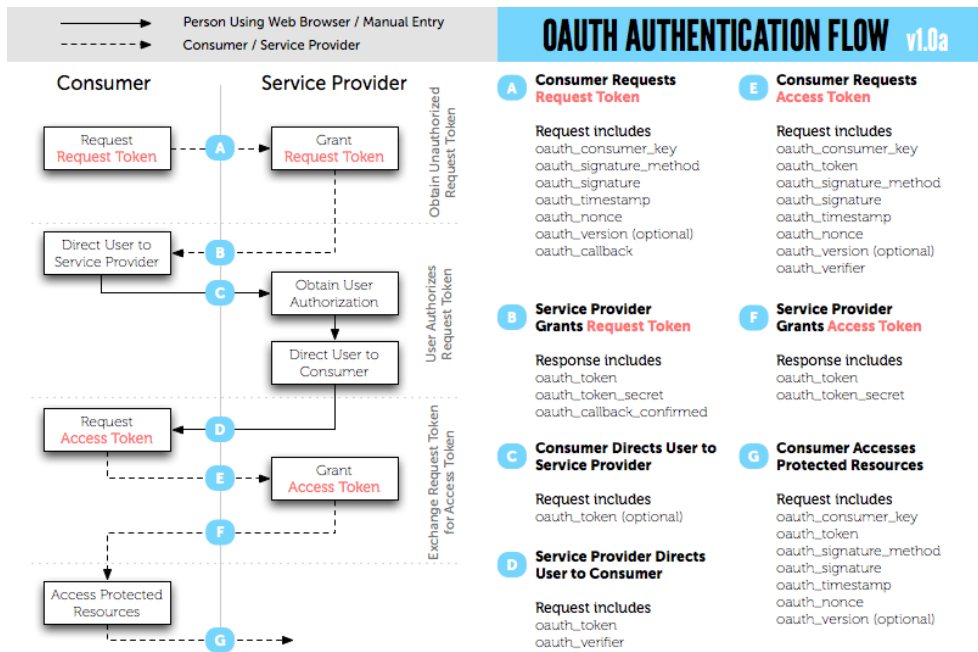 Person Using Web Browser / Manual Entry
Consumer / Service Provider
OAUTH AUTHENTICATION FLOW v1.0a
Consumer
Service Provider
Request
Request Token
A
Grant
Request Token
Obtain Unauthorized
Request Token
Direct User to
Service Provider
B
C
Obtain User
Authorization
Direct User to
Consumer
User Authorizes
Request Token
Request
Access Token
D
E
Grant
Access Token
F
Exchange Request Token
for Access Token
Access Protected
Resources
G
A
Consumer Requests
Request Token
Request includes
oauth_consumer_key
oauth_signature_method
oauth_signature
oauth_timestamp
oauth_nonce
oauth_version (optional)
oauth_callback
B
Service Provider
Grants Request Token
Response includes
oauth_token
oauth_token_secret
oauth_callback_confirmed
C
Consumer Directs User to
Service Provider
Request includes
oauth_token (optional)
D
Service Provider Directs
User to Consumer
Request includes
oauth_token
oauth_verifier
E
Consumer Requests
Access Token
Request includes
oauth_consumer_key
oauth_token
oauth_signature_method
oauth_signature
oauth_timestamp
oauth_nonce
oauth_version (optional)
oauth_verifier
F
Service Provider
Grants Access Token
Response includes
oauth_token
oauth_token_secret
G
Consumer Accesses
Protected Resources
Request includes
oauth_consumer_key
oauth_token
oauth_signature_method
oauth_signature
oauth_timestamp
oauth_nonce
oauth_version (optional)